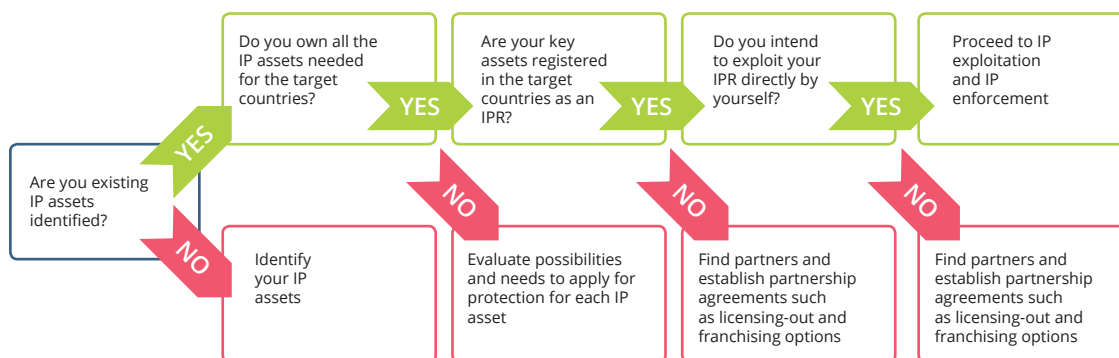 Are you existing
IP assets
identified?
YES
Do you own all the
IP assets needed
for the target
countries?
YES
Are your key
assets registered
in the target
countries as an
IPR?
YES
Do you intend
to exploit your
IPR directly by
yourself?
YES
Proceed to IP
exploitation
and IP
enforcement
NO
Identify
your IP
assets
NO
Evaluate possibilities
and needs to apply for
protection for each IP
asset
NO
Find partners and
establish partnership
agreements such
as licensing-out and
franchising options
NO
Find partners and
establish partnership
agreements such
as licensing-out and
franchising options